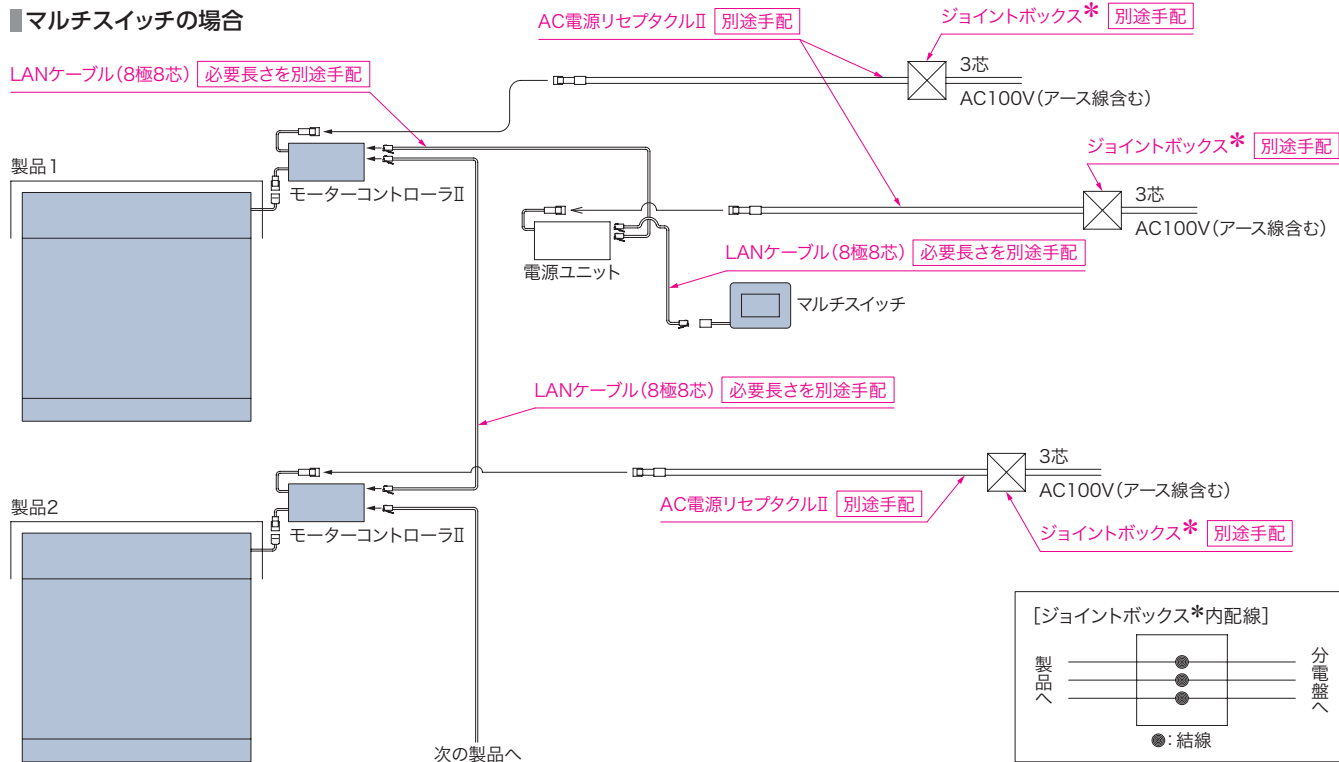 マルチスイッチの場合
AC電源リセプタクルⅡ 別途手配
ジョイントボックス* 別途手配
LANケーブル(8極8芯) 必要長さを別途手配
3芯
AC100V(アース線含む)
ジョイントボックス* 別途手配
製品1
モーターコントローラⅡ
3芯
AC100V(アース線含む)
電源ユニット
LANケーブル(8極8芯) 必要長さを別途手配
マルチスイッチ
LANケーブル(8極8芯) 必要長さを別途手配
3芯
AC100V(アース線含む)
製品2
モーターコントローラⅡ
AC電源リセプタクルⅡ 別途手配
ジョイントボックス* 別途手配
次の製品へ
[ジョイントボックス*内配線]
製品へ
分電盤へ
:結線